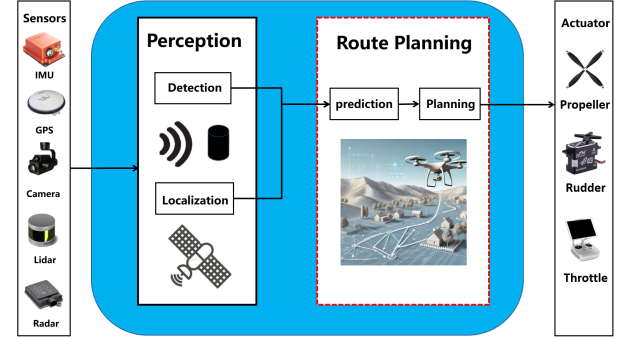 Sensors
IMU
GPS
Camera
Lidar
Radar
Perception
Detection
Localization
Route Planning
prediction
Planning
Actuator
Propeller
Rudder
Throttle